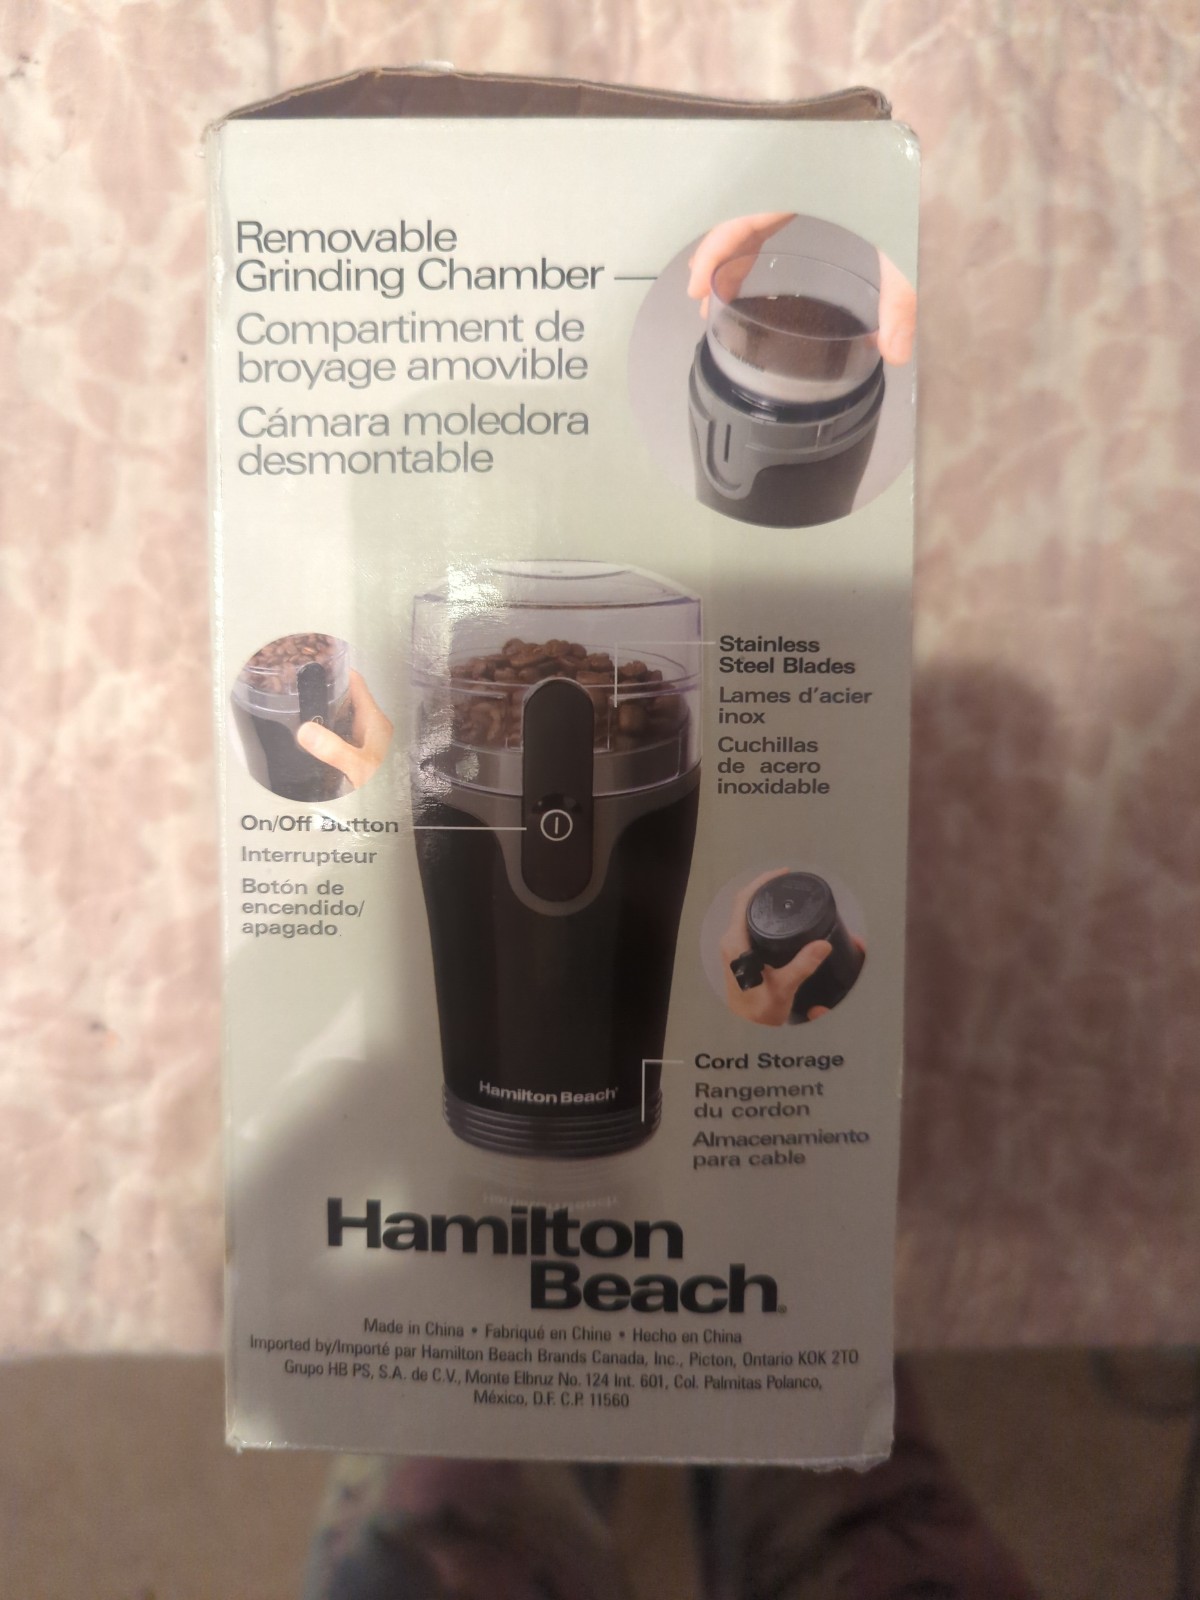 Removable
Grinding Chamber
Compartiment de
broyage amovible
Cámara moledora
desmontable
Stainless
Steel Blades
Lames d'acier
inox
Cuchillas
de acero
inoxidable
On/Off Button
Interrupteur
Botón de
encendido/
apagado
Cord Storage
Rangement
du cordon
Almacenamiento
para cable
Hamilton Beach
Hamilton
Beach®
Made in China • Fabriqué en Chine • Hecho en China
Imported by/Importé par Hamilton Beach Brands Canada, Inc., Picton, Ontario K0K 2T0
Grupo HB PS, S.A. de C.V., Monte Elbruz No. 124 Int. 601, Col. Palmitas Polanco,
México, D.F. C.P. 11560